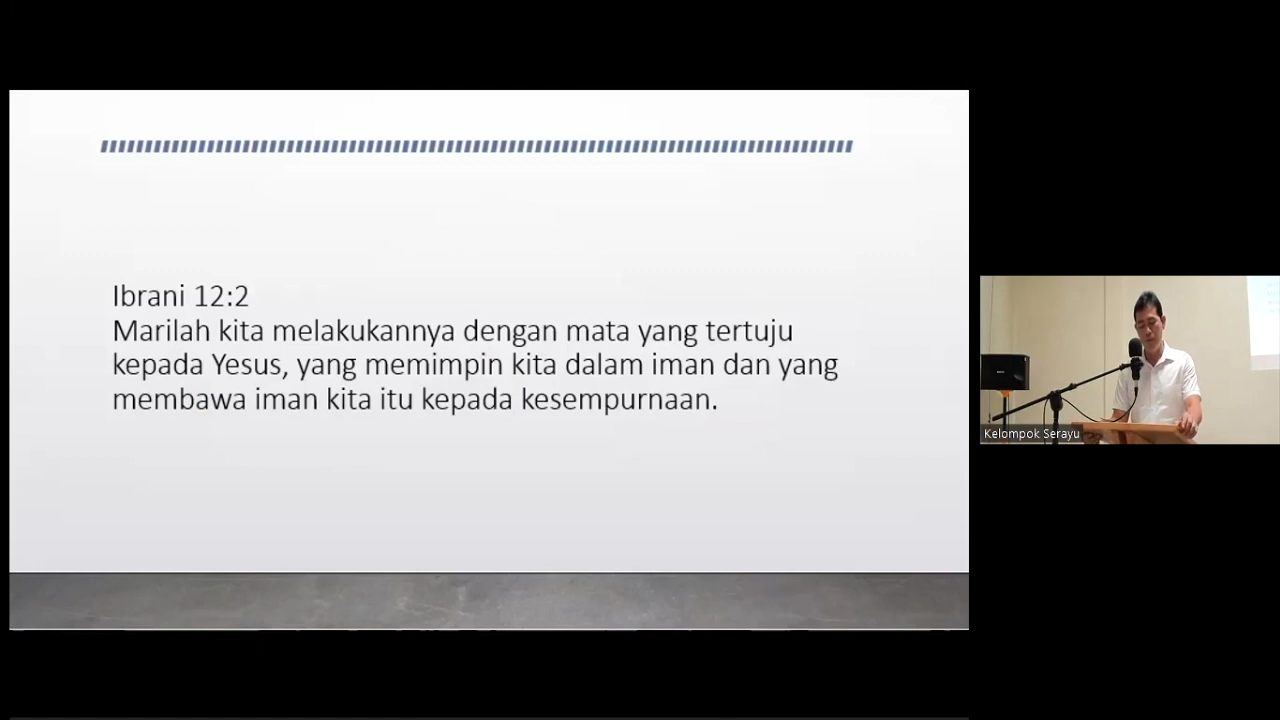 Ibrani 12:2
Marilah kita melakukannya dengan mata yang tertuju
kepada Yesus, yang memimpin kita dalam iman dan yang
membawa iman kita itu kepada kesempurnaan.
Kelompok Serayu